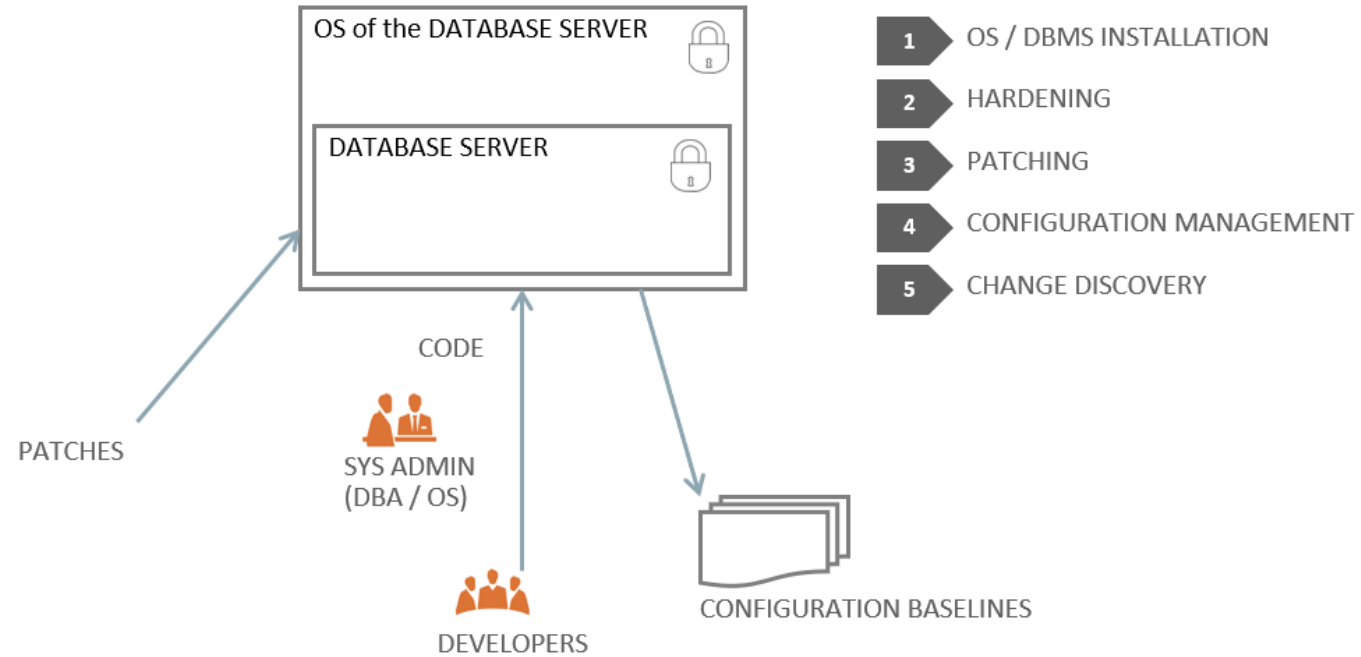 OS of the DATABASE SERVER
DATABASE SERVER
1 OS / DBMS INSTALLATION
2 HARDENING
3 PATCHING
4 CONFIGURATION MANAGEMENT
5 CHANGE DISCOVERY
CODE
PATCHES
SYS ADMIN
(DBA / OS)
CONFIGURATION BASELINES
DEVELOPERS